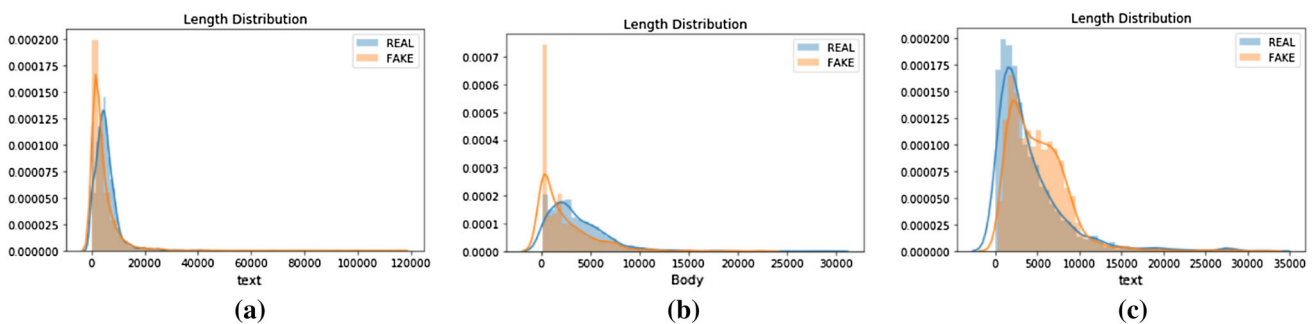 Length Distribution
REAL
FAKE
0.000200
0.000175
0.000150
0.000125
0.000100
0.000075
0.000050
0.000025
0.000000
0 20000 40000 60000 80000 100000 120000
text
(a)
Length Distribution
REAL
FAKE
0.0007
0.0006
0.0005
0.0004
0.0003
0.0002
0.0001
0.0000
0 5000 10000 15000 20000 25000 30000
Body
(b)
Length Distribution
REAL
FAKE
0.000200
0.000175
0.000150
0.000125
0.000100
0.000075
0.000050
0.000025
0.000000
0 5000 10000 15000 20000 25000 30000 35000
text
(c)